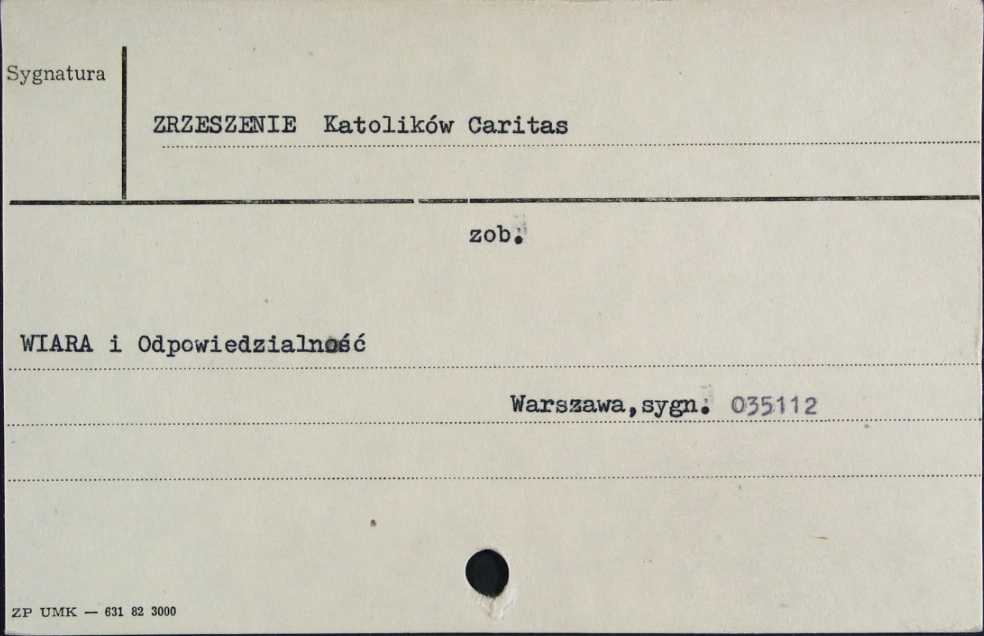 Sygnatura
ZRZESZENIE Katolików Caritas
zob.
WIARA i Odpowiedzialność
Warszawa,sygn. 035112
ZP UMK — 631 82 3000